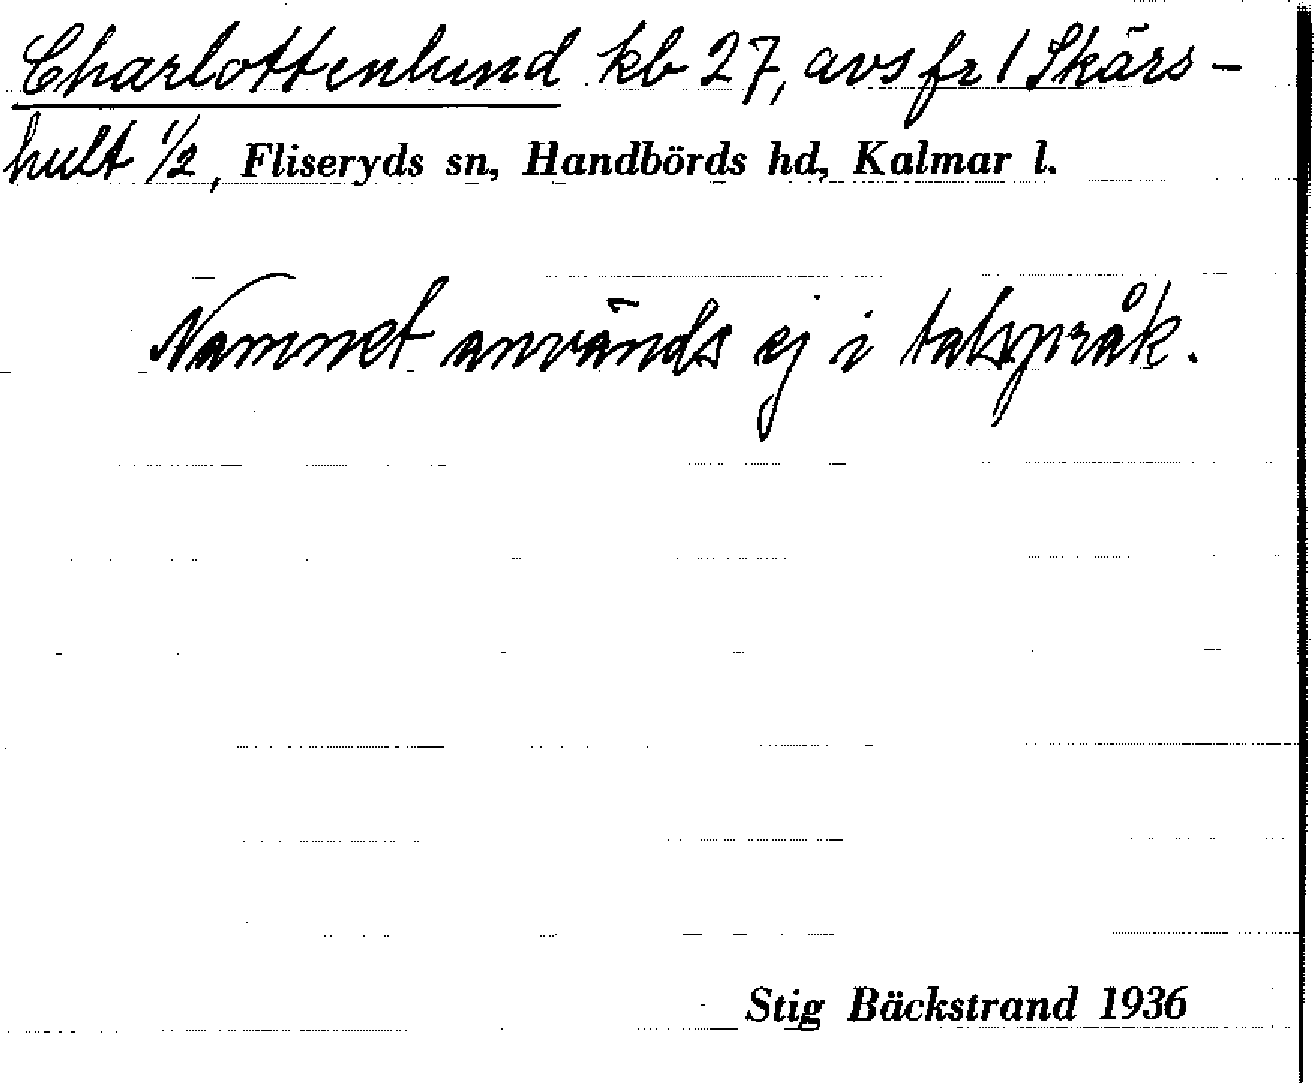 Charlottenlund kb 27, avs fr 1 Skärs-
hult 1/2, Fliseryds sn, Handbörds hd, Kalmar l.
Namnet används ej i talspråk.
Stig Bäckstrand 1936